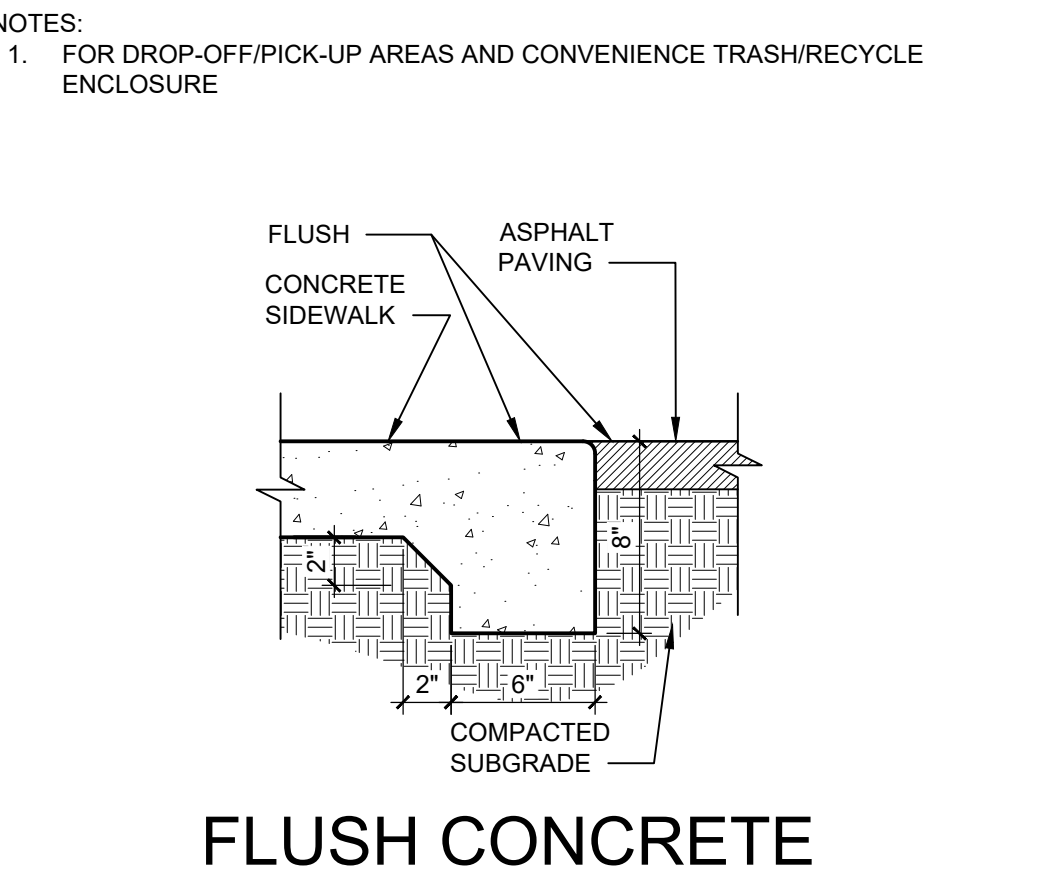 NOTES:
1. FOR DROP-OFF/PICK-UP AREAS AND CONVENIENCE TRASH/RECYCLE
ENCLOSURE
FLUSH
ASPHALT
PAVING
CONCRETE
SIDEWALK
2"
8"
2"
6"
COMPACTED
SUBGRADE
FLUSH CONCRETE